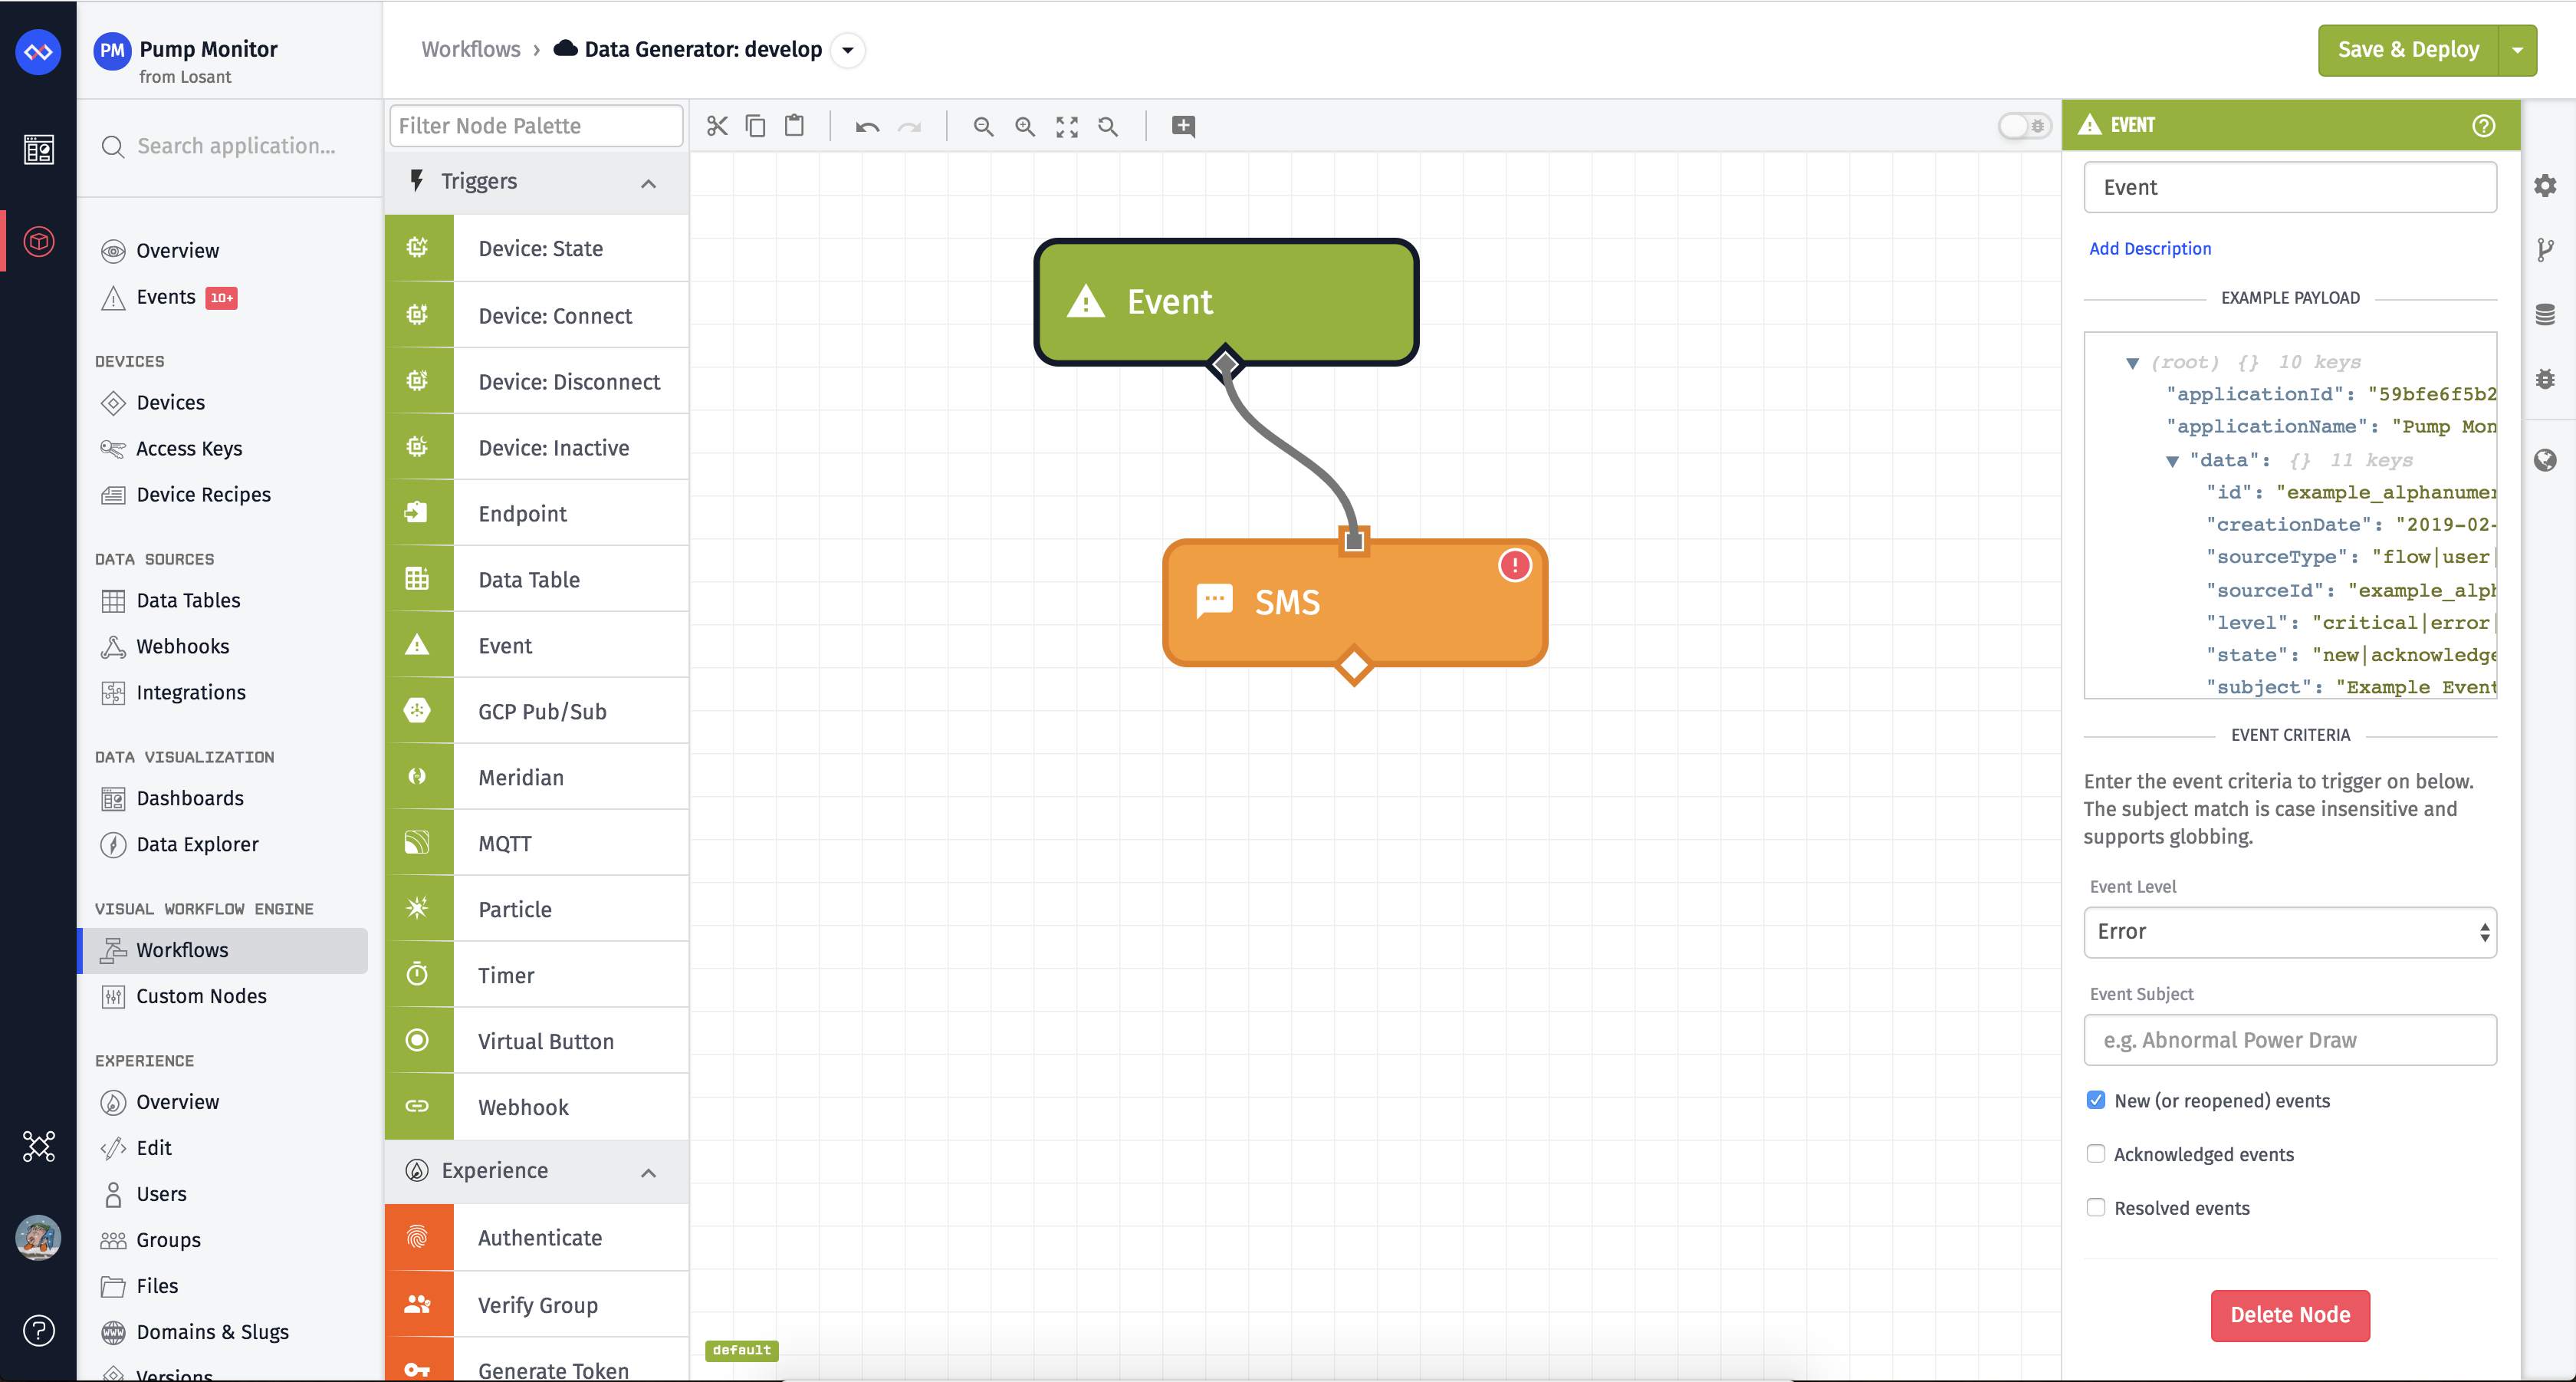 PM Pump Monitor
from Losant
Workflows › Data Generator: develop
Save & Deploy
Search application...
Overview
Events 10+
DEVICES
Devices
Access Keys
Device Recipes
DATA SOURCES
Data Tables
Webhooks
Integrations
DATA VISUALIZATION
Dashboards
Data Explorer
VISUAL WORKFLOW ENGINE
Workflows
Custom Nodes
EXPERIENCE
Overview
Edit
Users
Groups
Files
Domains & Slugs
Versions
Filter Node Palette
Triggers
Device: State
Device: Connect
Device: Disconnect
Device: Inactive
Endpoint
Data Table
Event
GCP Pub/Sub
Meridian
MQTT
Particle
Timer
Virtual Button
Webhook
Experience
Authenticate
Verify Group
Generate Token
Event
SMS
default
EVENT
Event
Add Description
EXAMPLE PAYLOAD
(root) {} 10 keys
"applicationId": "59bfe6f5b2
"applicationName": "Pump Mon
"data": {} 11 keys
"id": "example_alphanumer
"creationDate": "2019-02-
"sourceType": "flow|user|
"sourceId": "example_alph
"level": "critical|error|
"state": "new|acknowledge
"subject": "Example Event
EVENT CRITERIA
Enter the event criteria to trigger on below.
The subject match is case insensitive and
supports globbing.
Event Level
Error
Event Subject
e.g. Abnormal Power Draw
New (or reopened) events
Acknowledged events
Resolved events
Delete Node